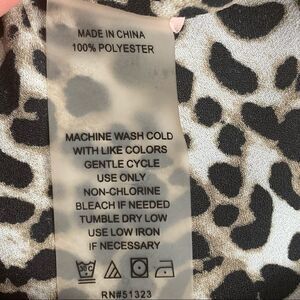 MADE IN CHINA
100% POLYESTER
MACHINE WASH COLD
WITH LIKE COLORS
GENTLE CYCLE
USE ONLY
NON-CHLORINE
BLEACH IF NEEDED
TUMBLE DRY LOW
USE LOW IRON
IF NECESSARY
RN#51323